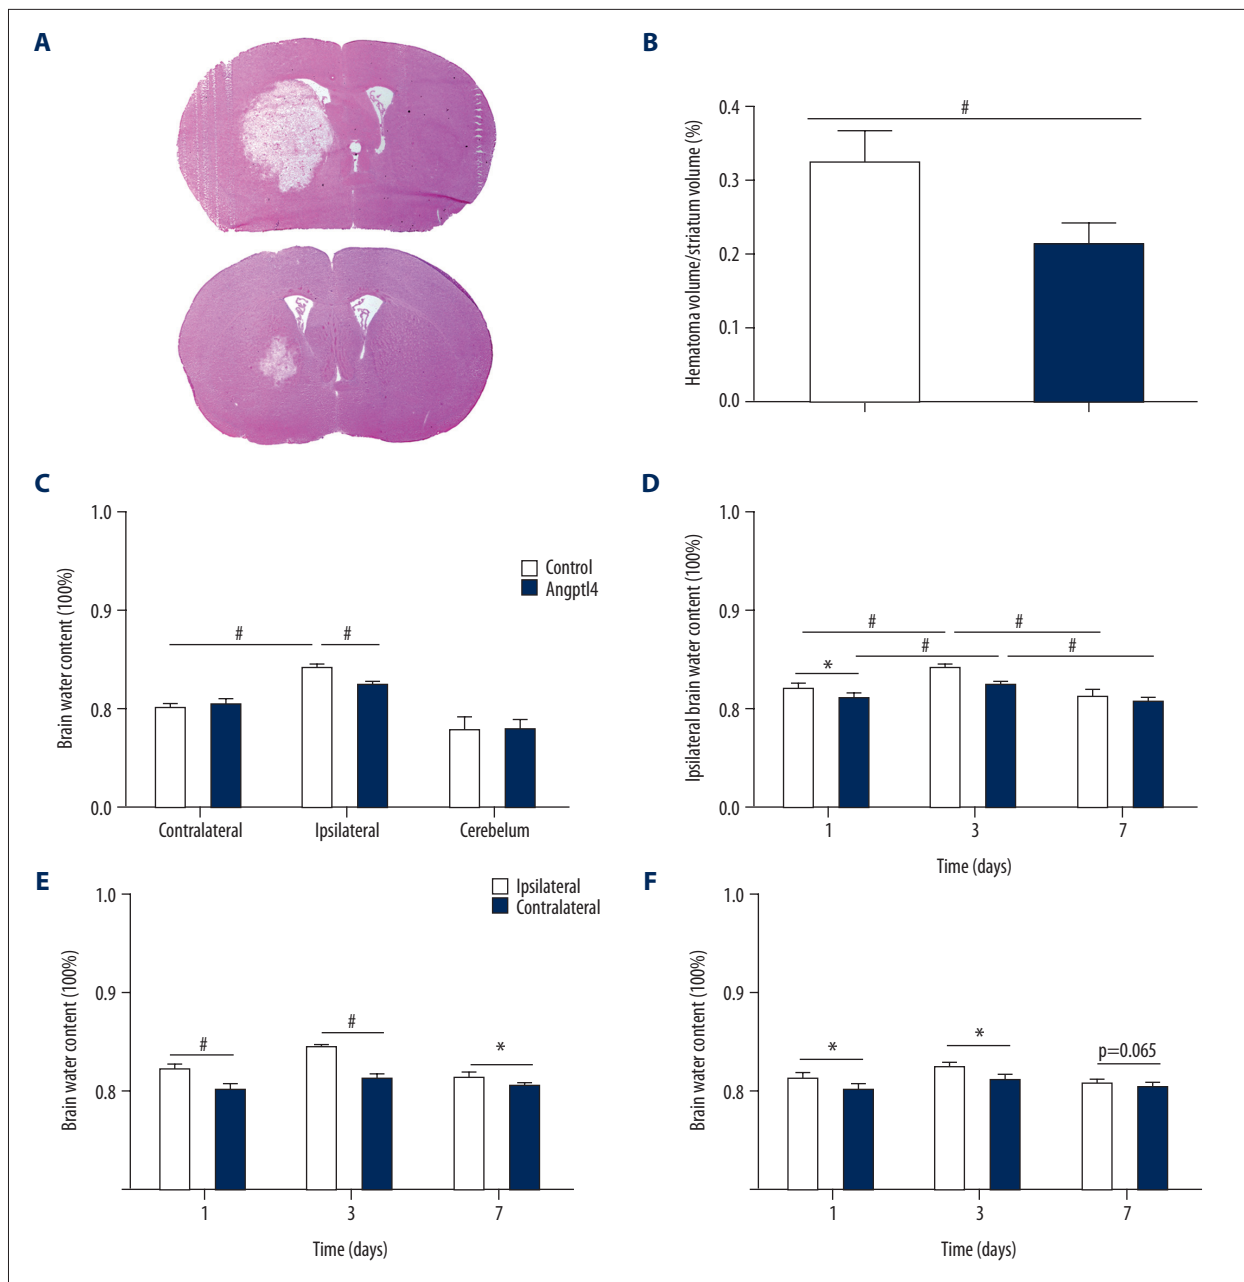 A
B
Hematoma volume/striatum volume (%)
0.4
0.3
0.2
0.1
0.0
#
C
Brain water content (100%)
1.0
0.9
0.8
0.0
#
#
Control
Angptl4
Contralateral
Ipsilateral
Cerebelum
D
Ipsilateral brain water content (100%)
1.0
0.9
0.8
0.0
#
#
#
#
*
1
3
7
Time (days)
E
Brain water content (100%)
1.0
0.9
0.8
#
#
*
Ipsilateral
Contralateral
1
3
7
Time (days)
F
Brain water content (100%)
1.0
0.9
0.8
*
*
p=0.065
1
3
7
Time (days)